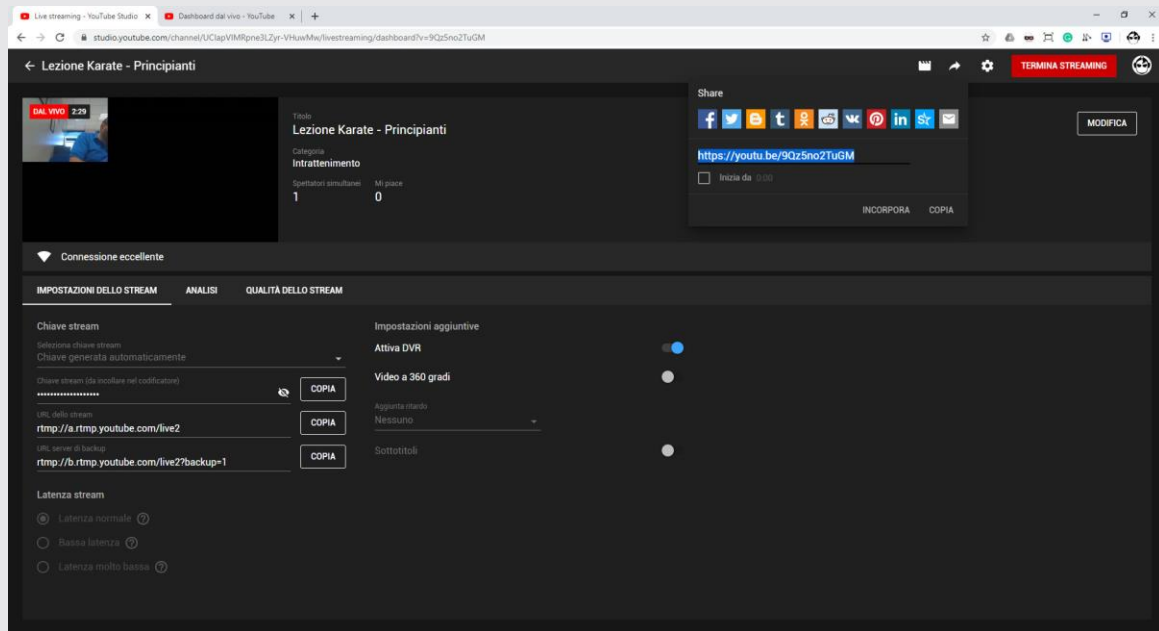 Live streaming - YouTube Studio
Dashboard dal vivo - YouTube
studio.youtube.com/channel/UClapVIMRpne3LZyr-VHuwMw/livestreaming/dashboard?v=9Qz5no2TuGM
Lezione Karate - Principianti
TERMINA STREAMING
DAL VIVO 2:29
Titolo
Lezione Karate - Principianti
Categoria
Intrattenimento
Spettatori simultanei Mi piace
1 0
Share
https://youtu.be/9Qz5no2TuGM
Inizia da 0:00
INCORPORA COPIA
MODIFICA
Connessione eccellente
IMPOSTAZIONI DELLO STREAM ANALISI QUALITÀ DELLO STREAM
Chiave stream
Seleziona chiave stream
Chiave generata automaticamente
Chiave stream (da incollare nel codificatore)
••••••••••••••••••• COPIA
URL dello stream
rtmp://a.rtmp.youtube.com/live2 COPIA
URL server di backup
rtmp://b.rtmp.youtube.com/live2?backup=1 COPIA
Latenza stream
Latenza normale
Bassa latenza
Latenza molto bassa
Impostazioni aggiuntive
Attiva DVR
Video a 360 gradi
Aggiunta ritardo
Nessuno
Sottotitoli